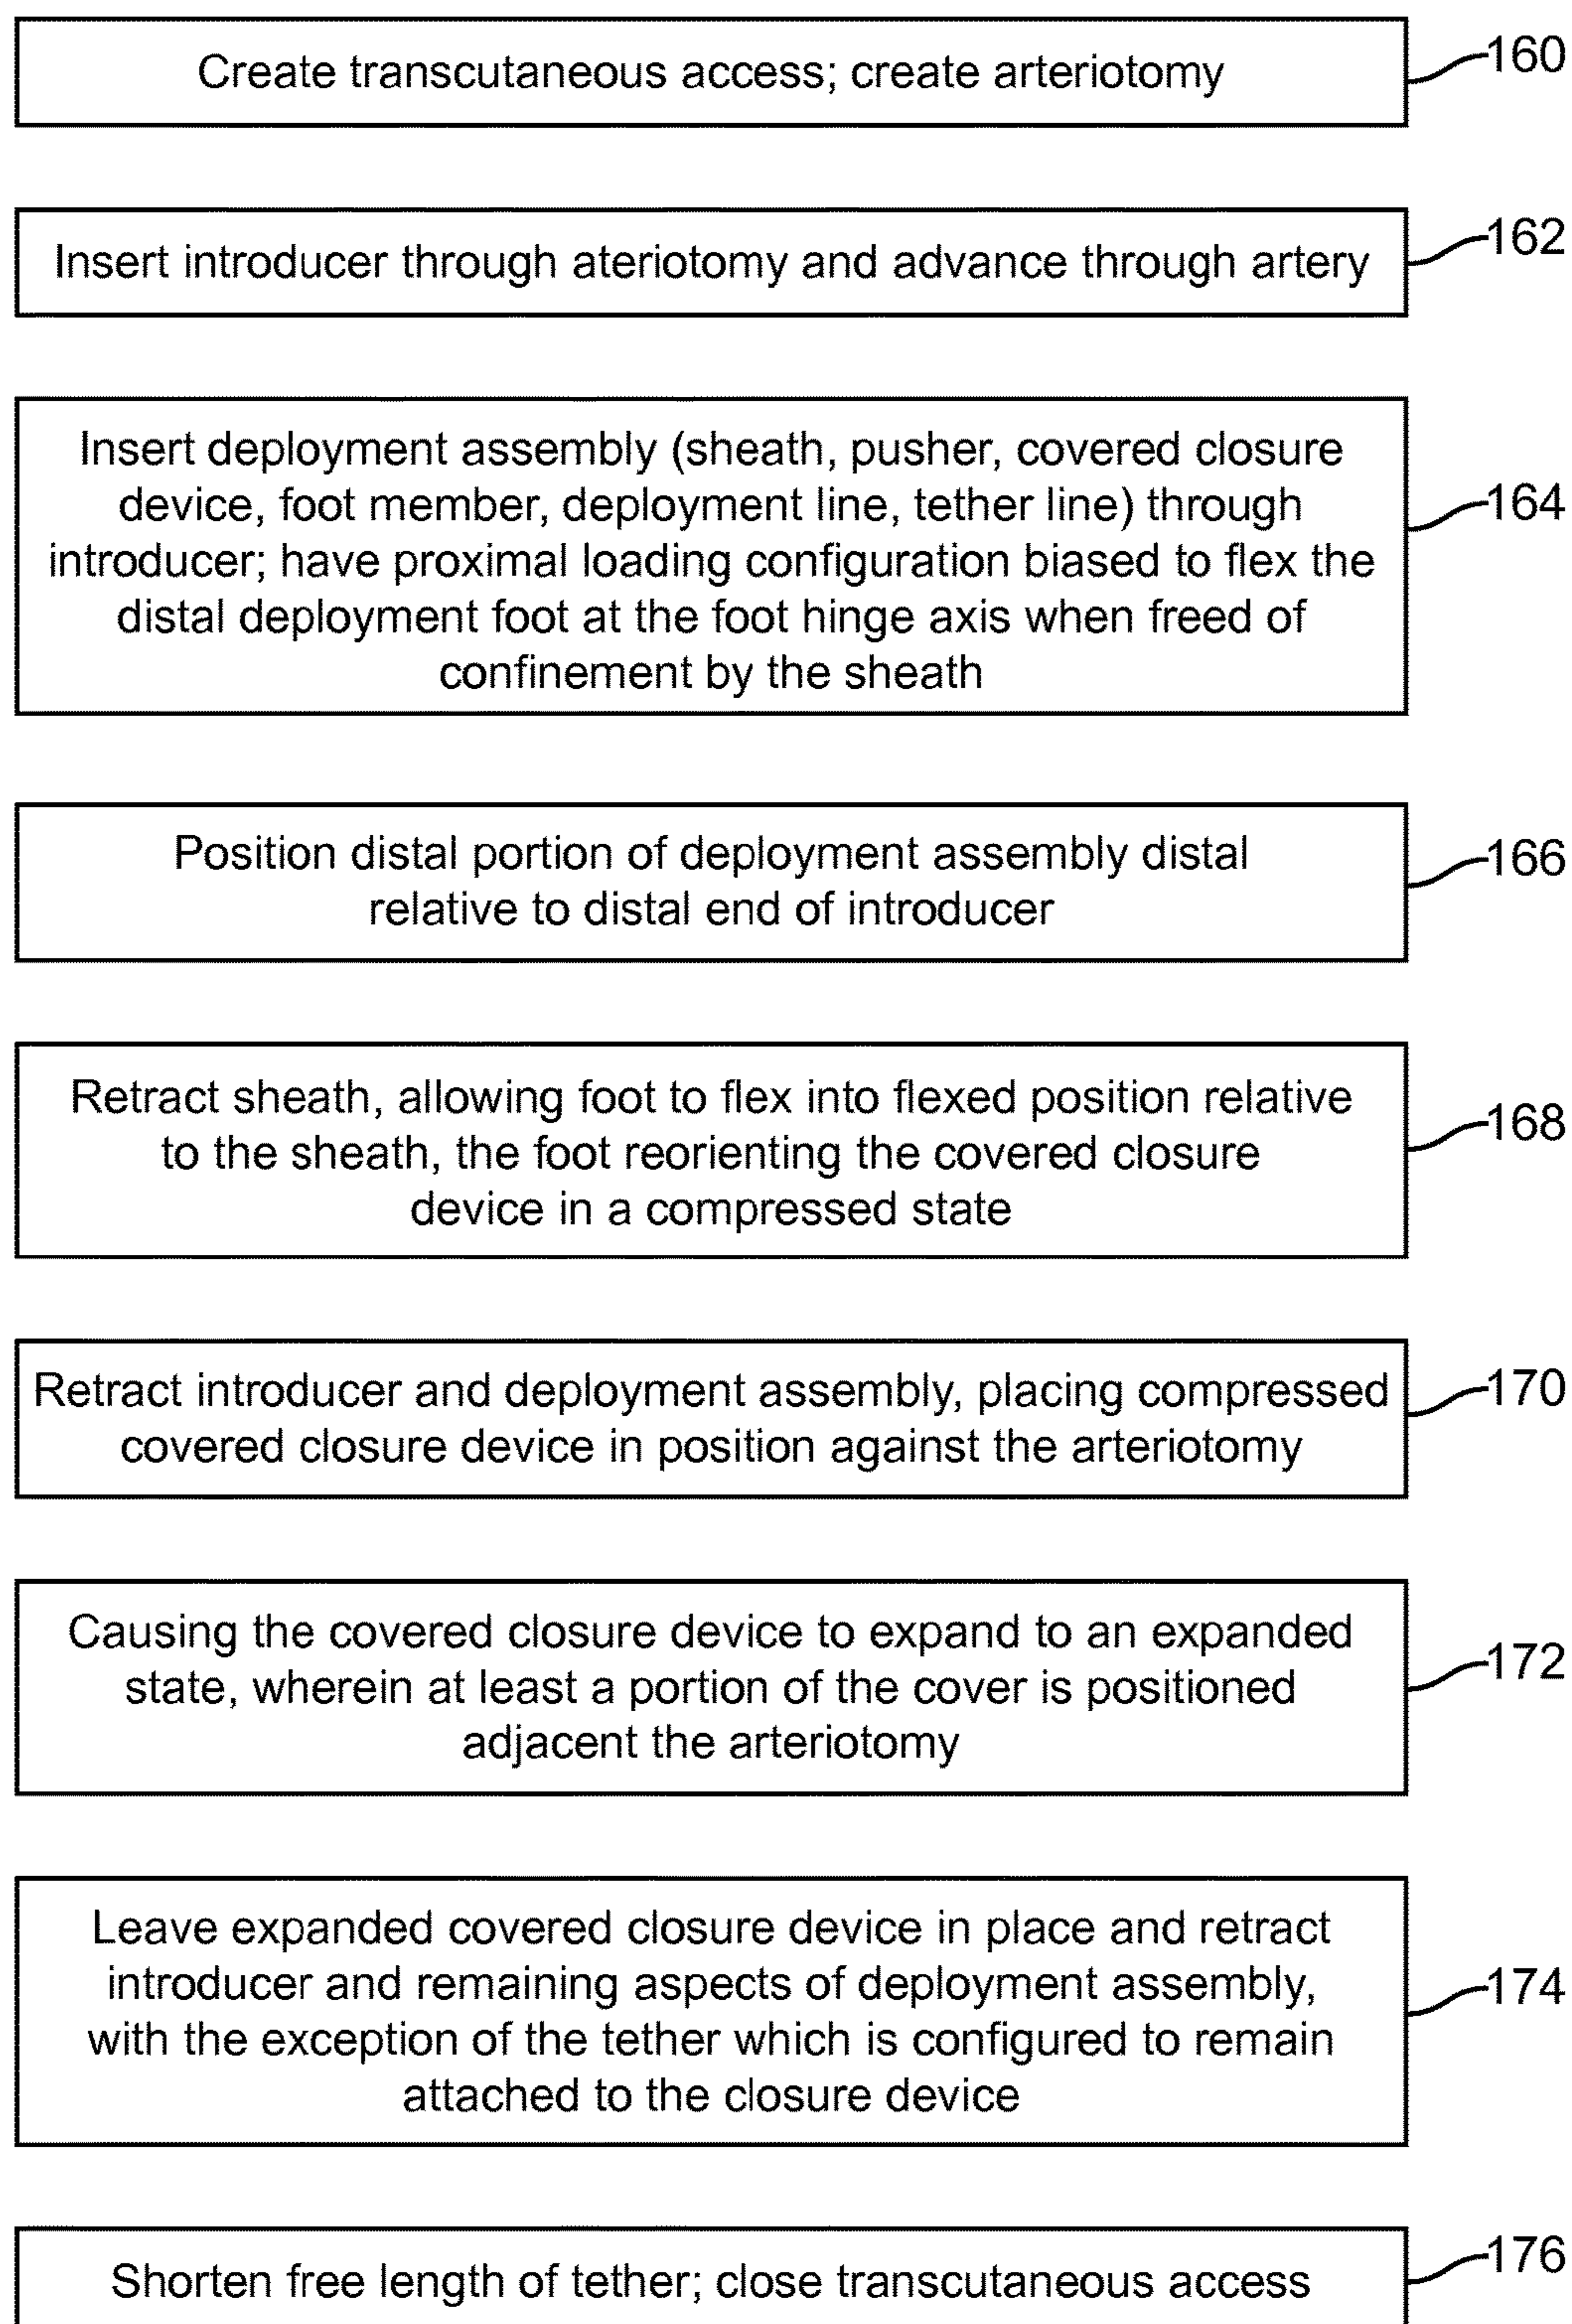 Create transcutaneous access; create arteriotomy
160
Insert introducer through ateriotomy and advance through artery
162
Insert deployment assembly (sheath, pusher, covered closure
device, foot member, deployment line, tether line) through
introducer; have proximal loading configuration biased to flex the
distal deployment foot at the foot hinge axis when freed of
confinement by the sheath
164
Position distal portion of deployment assembly distal
relative to distal end of introducer
166
Retract sheath, allowing foot to flex into flexed position relative
to the sheath, the foot reorienting the covered closure
device in a compressed state
168
Retract introducer and deployment assembly, placing compressed
covered closure device in position against the arteriotomy
170
Causing the covered closure device to expand to an expanded
state, wherein at least a portion of the cover is positioned
adjacent the arteriotomy
172
Leave expanded covered closure device in place and retract
introducer and remaining aspects of deployment assembly,
with the exception of the tether which is configured to remain
attached to the closure device
174
Shorten free length of tether; close transcutaneous access
176